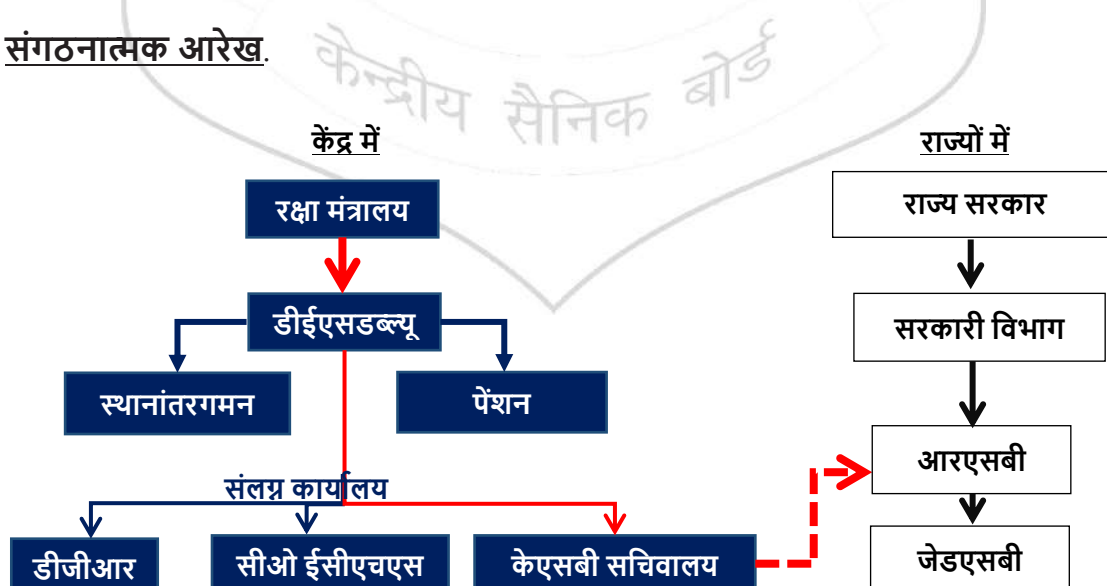 संगठनात्मक आरेख.
केन्द्रीय सैनिक बोर्ड
केंद्र में
राज्यों में
रक्षा मंत्रालय
राज्य सरकार
डीईएसडब्ल्यू
सरकारी विभाग
स्थानांतरगमन
पेंशन
आरएसबी
संलग्न कार्यालय
डीजीआर
सीओ ईसीएचएस
केएसबी सचिवालय
जेडएसबी